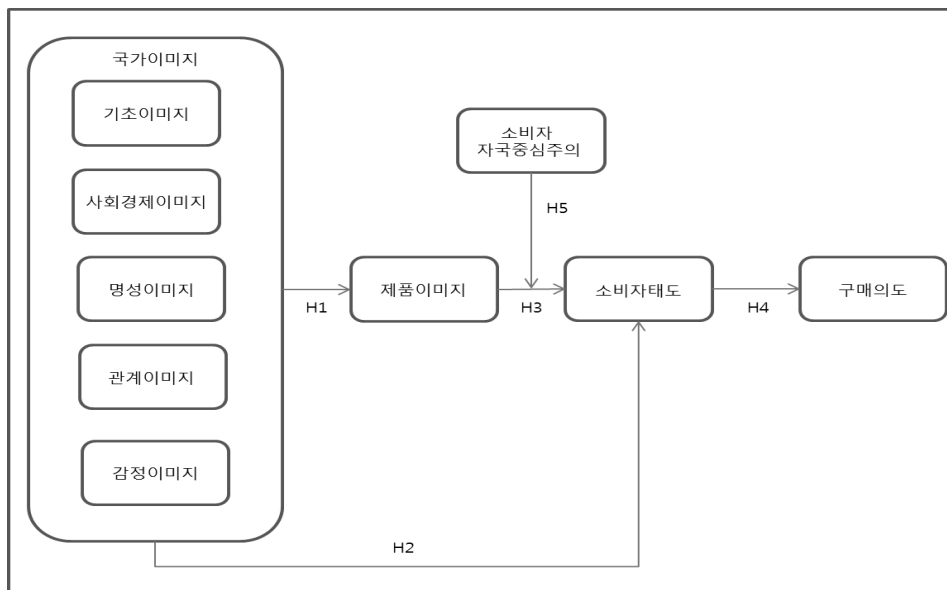 국가이미지
기초이미지
사회경제이미지
명성이미지
관계이미지
감정이미지
H1
제품이미지
소비자
자국중심주의
H5
H3
소비자태도
H4
구매의도
H2